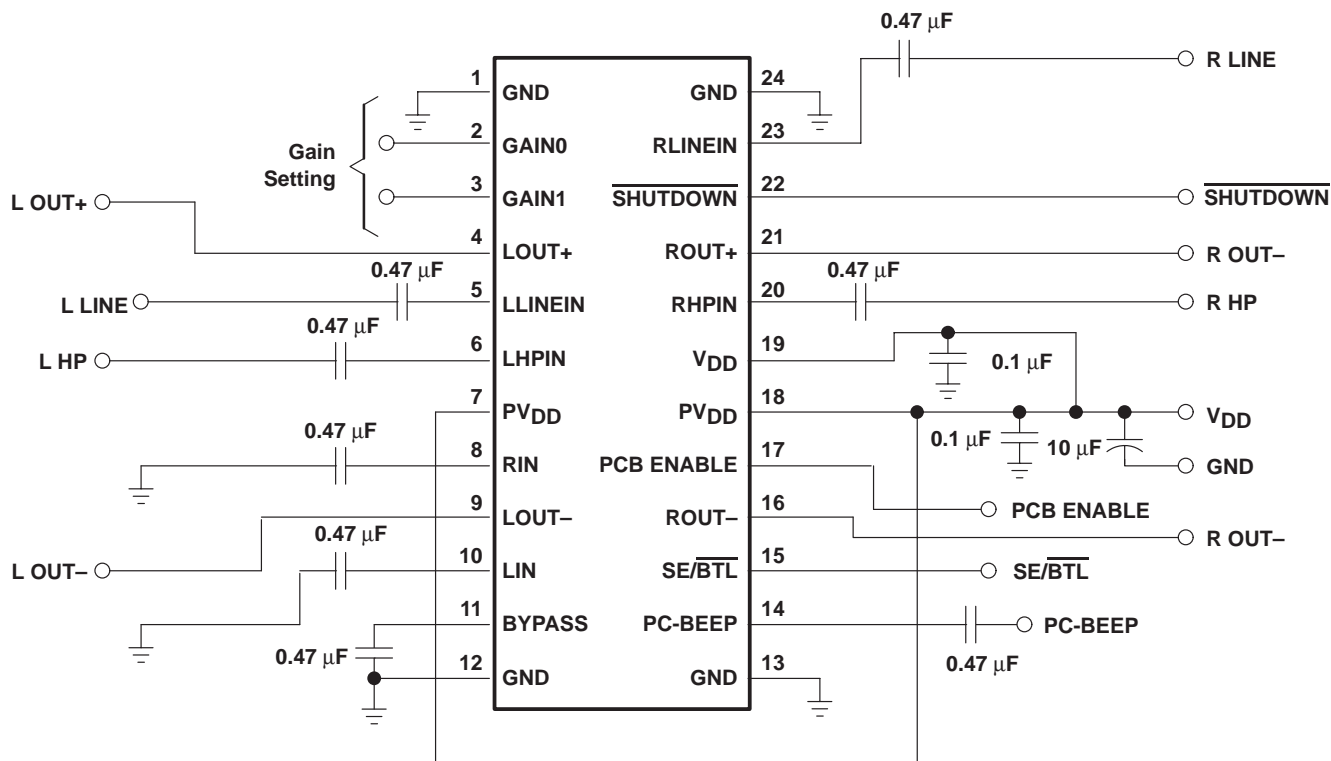 0.47 μF
R LINE
1
GND
GND
24
2
GAIN0
RLINEIN
23
Gain
Setting
3
GAIN1
SHUTDOWN
22
SHUTDOWN
L OUT+
4
LOUT+
ROUT+
21
R OUT–
0.47 μF
0.47 μF
L LINE
5
LLINEIN
RHPIN
20
R HP
0.47 μF
L HP
6
LHPIN
VDD
19
0.1 μF
7
PVDD
PVDD
18
VDD
0.47 μF
0.1 μF
10 μF
8
RIN
PCB ENABLE
17
GND
9
LOUT–
ROUT–
16
PCB ENABLE
R OUT–
0.47 μF
L OUT–
10
LIN
SE/BTL
15
SE/BTL
11
BYPASS
PC-BEEP
14
PC-BEEP
0.47 μF
0.47 μF
12
GND
GND
13